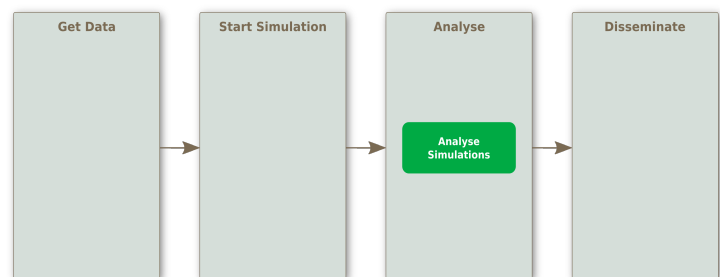 Get Data
Start Simulation
Analyse
Disseminate
Analyse
Simulations